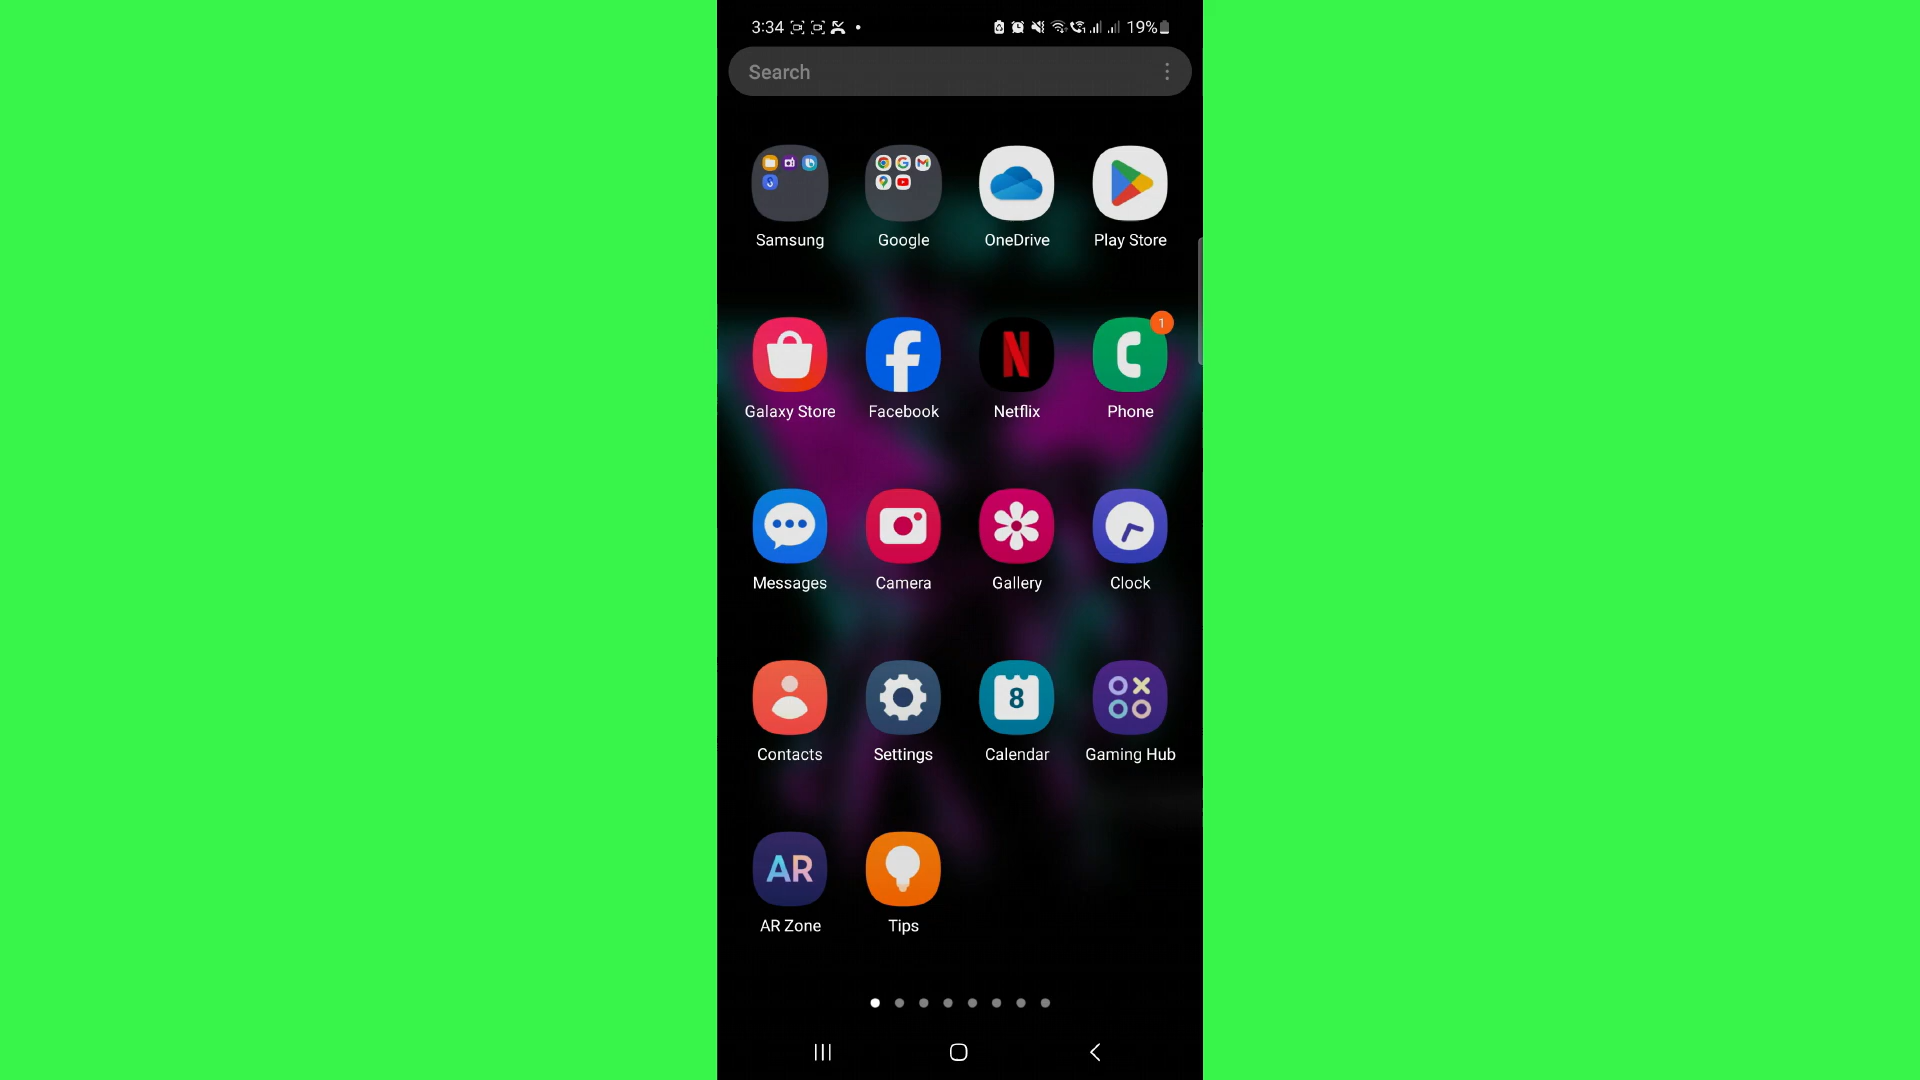 3:34
19%
Search
Samsung Google OneDrive Play Store
1
Galaxy Store Facebook Netflix Phone
Messages Camera Gallery Clock
8
Contacts Settings Calendar Gaming Hub
AR
AR Zone Tips